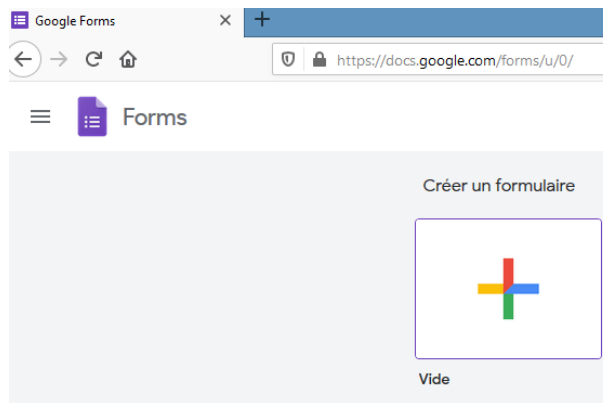 Google Forms
https://docs.google.com/forms/u/0/
Forms
Créer un formulaire
Vide